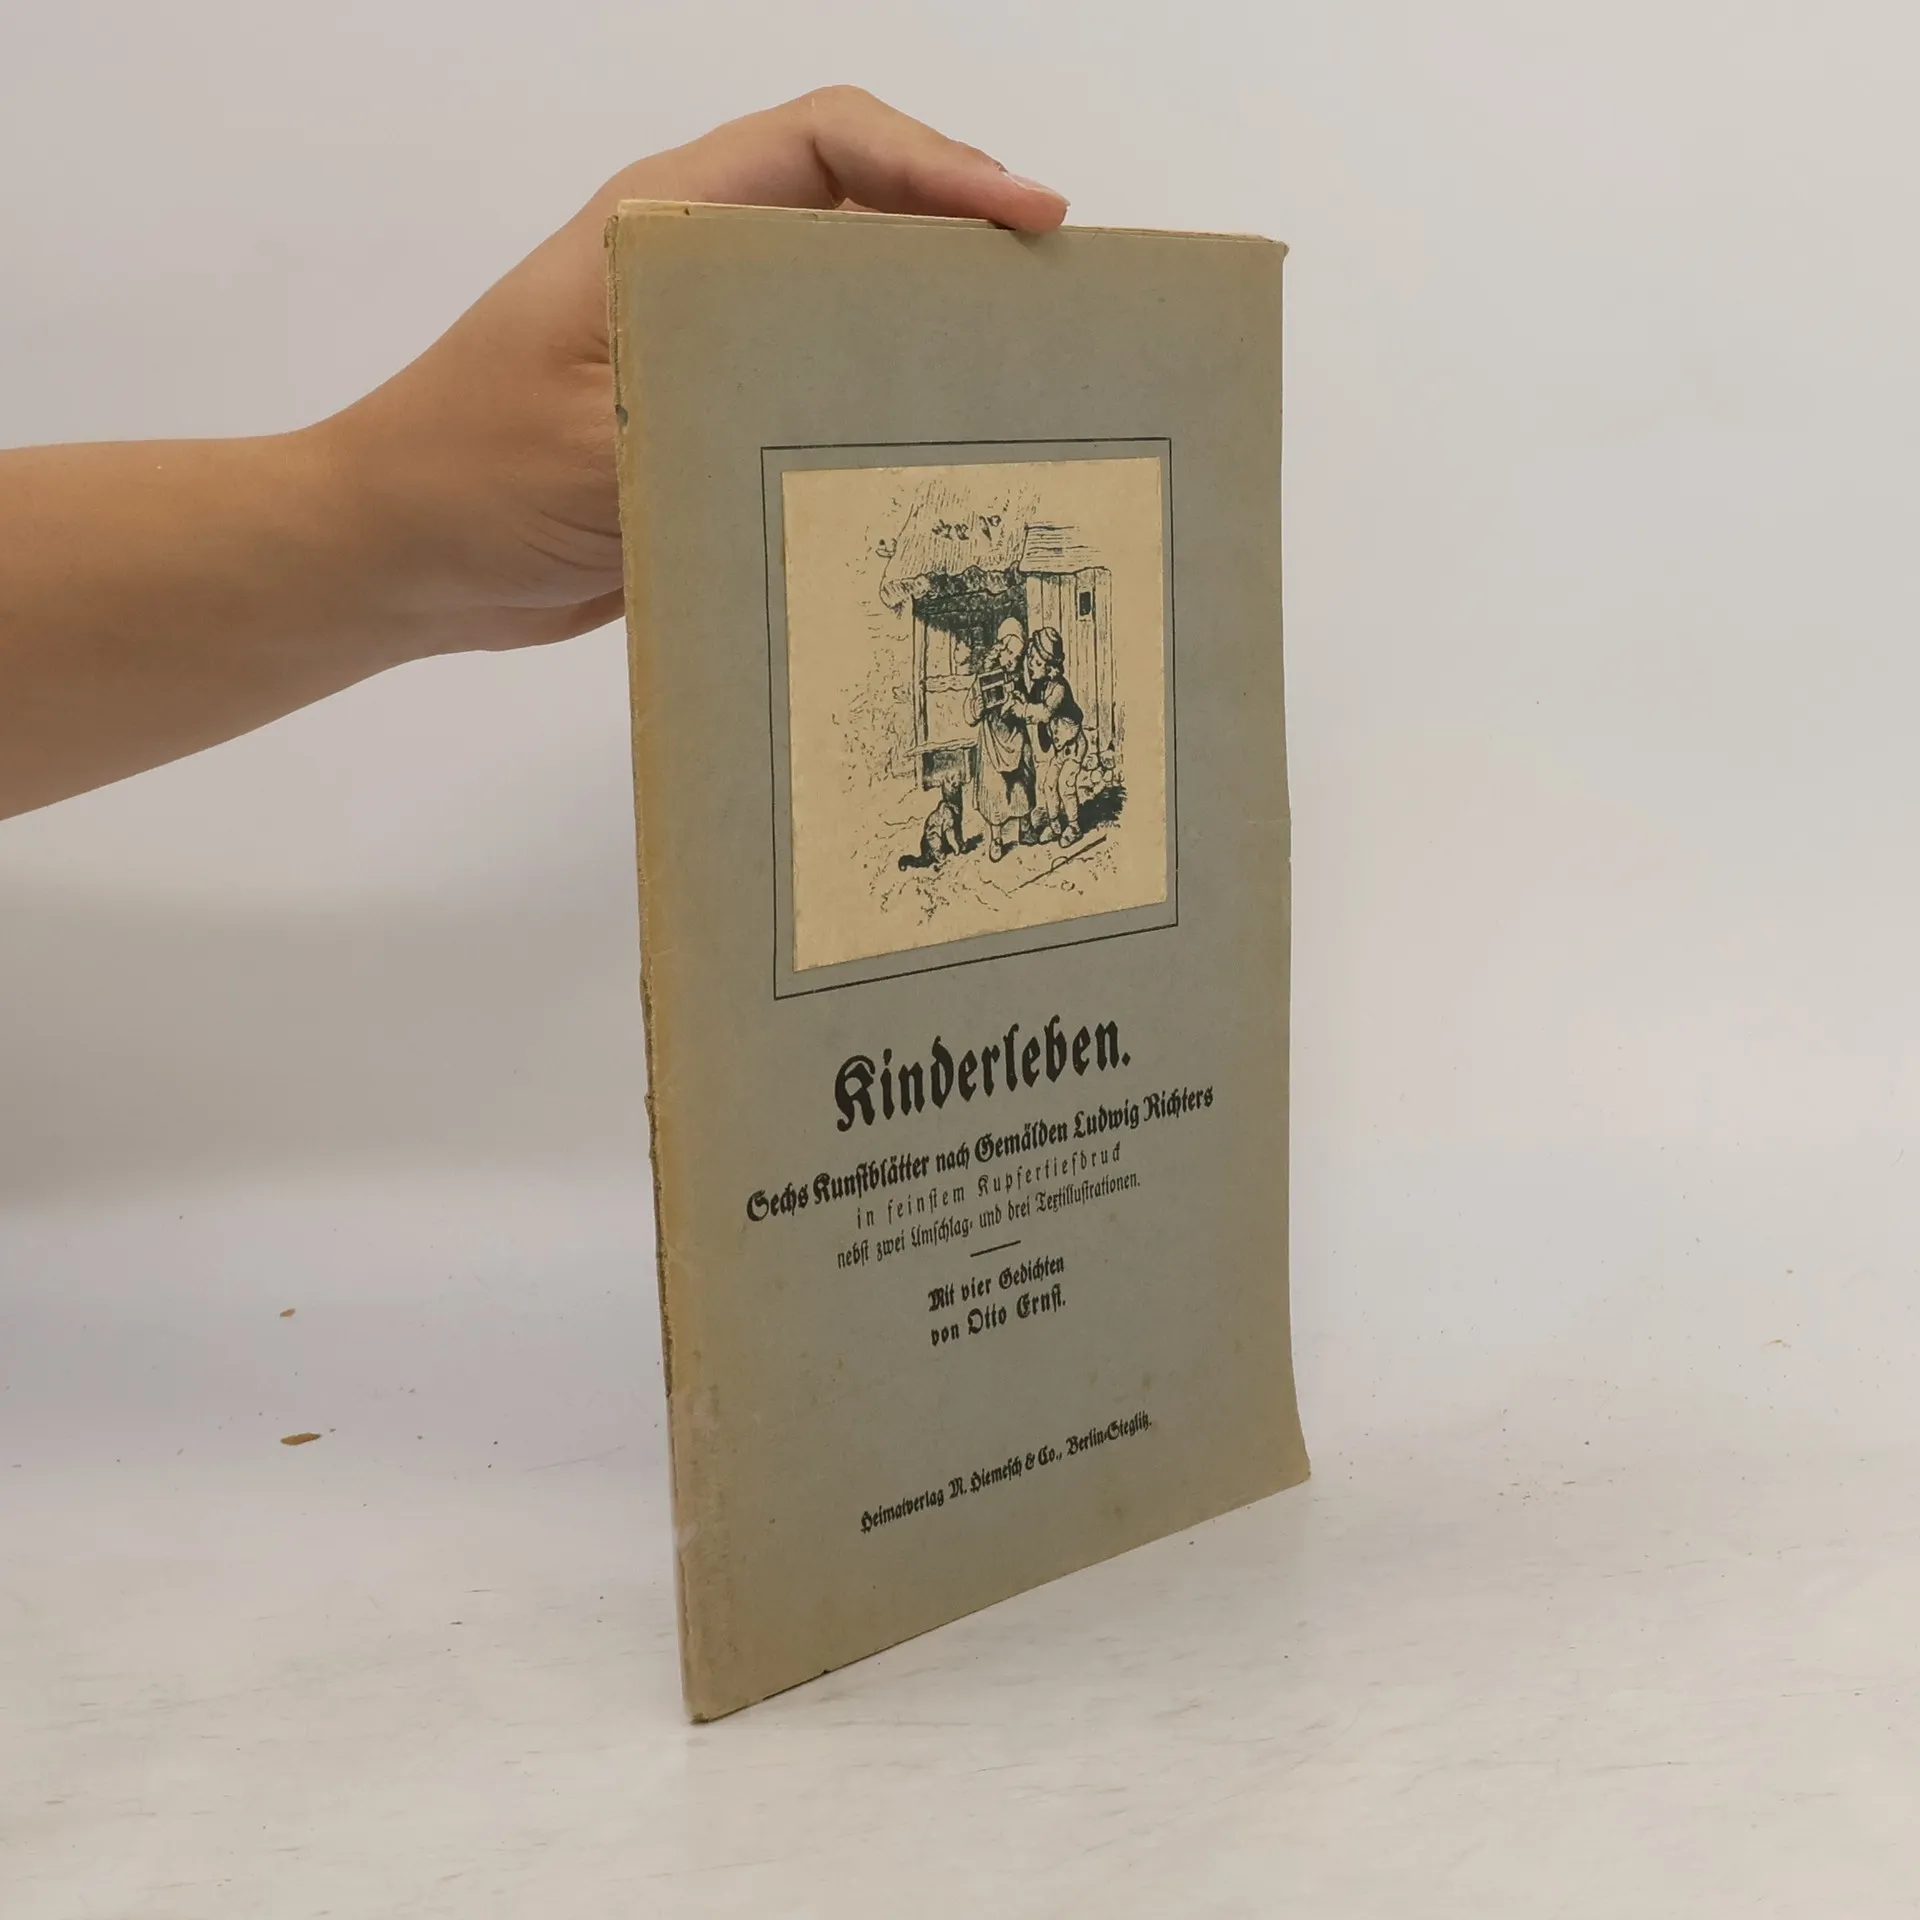 Kinderleben.
Sechs Kunstblätter nach Gemälden Ludwig Richters
in feinstem Kupfertiefdruck
nebst zwei Umschlag- und drei Textillustrationen.
Mit vier Gedichten
von Otto Ernst.
Heimatverlag M. Hiemesch & Co., Berlin-Steglitz.